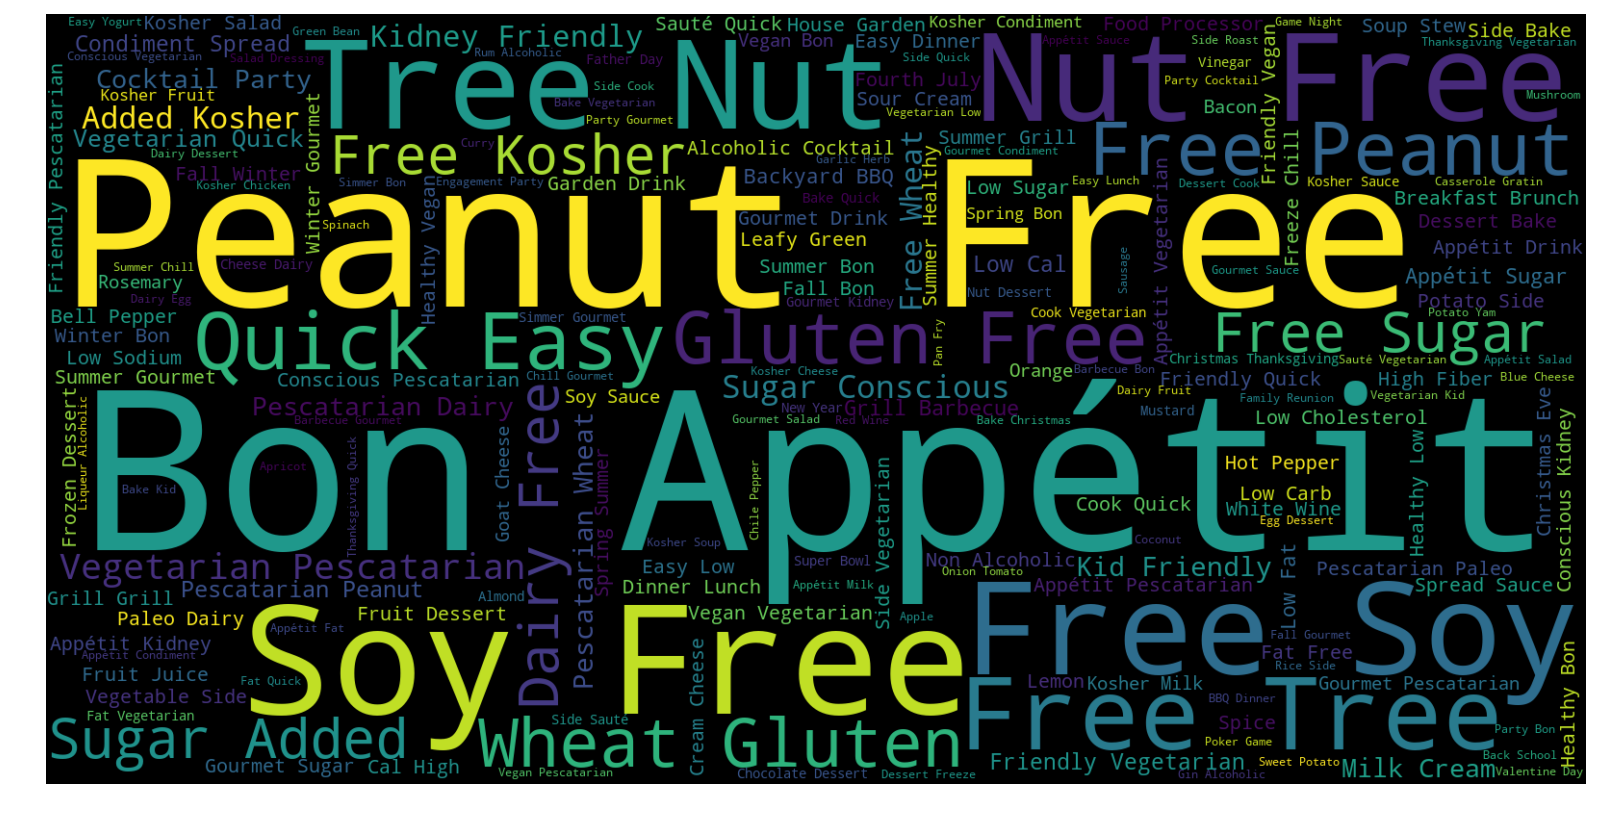 Easy Yogurt
Kosher Salad
Green Bean
Kidney Friendly
Sauté Quick
House Garden
Kosher Condiment
Food Processor
Game Night
Soup Stew
Side Bake
Condiment Spread
Conscious Vegetarian
Salad Dressing
Rum Alcoholic
Father Day
Vegan Bon
Easy Dinner
Side Quick
Appétit Sauce
Side Roast
Thanksgiving Vegetarian
Tree Nut
Nut Free
Cocktail Party
Side Cook
Fourth July
Vinegar
Party Cocktail
Kosher Fruit
Bake Vegetarian
Sour Cream
Bacon
Mushroom
Added Kosher
Party Gourmet
Vegetarian Low
Friendly Vegan
Vegetarian Quick
Free Kosher
Curry
Alcoholic Cocktail
Summer Grill
Free Peanut
Dairy Dessert
Garlic Herb
Gourmet Condiment
Friendly Pescatarian
Winter Gourmet
Fall Winter
Kosher Chicken
Simmer Bon
Engagement Party
Garden Drink
Backyard BBQ
Free Wheat
Summer Healthy
Low Sugar
Easy Lunch
Appétit Vegetarian
Dessert Cook
Freeze Chill
Kosher Sauce
Casserole Gratin
Breakfast Brunch
Bake Quick
Spinach
Gourmet Drink
Spring Bon
Dessert Bake
Peanut Free
Leafy Green
Appétit Drink
Healthy Vegan
Summer Chill
Cheese Dairy
Summer Bon
Low Cal
Sausage
Gourmet Sauce
Rosemary
Fall Bon
Nut Dessert
Appétit Sugar
Dairy Egg
Gourmet Kidney
Potato Side
Bell Pepper
Simmer Gourmet
Cook Vegetarian
Potato Yam
Winter Bon
Quick Easy
Gluten Free
Pan Fry
Free Sugar
Low Sodium
Christmas Thanksgiving
Sauté Vegetarian
Appétit Salad
Summer Gourmet
Conscious Pescatarian
Chill Gourmet
Kosher Cheese
Orange
Barbecue Bon
Friendly Quick
High Fiber
Blue Cheese
Sugar Conscious
Dairy Fruit
Family Reunion
Vegetarian Kid
Soy Sauce
Pescatarian Dairy
New Year
Grill Barbecue
Mustard
Low Cholesterol
Barbecue Gourmet
Gourmet Salad
Red Wine
Bake Christmas
Frozen Dessert
Liqueur Alcoholic
Bon Appétit
Apricot
Thanksgiving Quick
Goat Cheese
Dairy Free
Pescatarian Wheat
Spring Summer
Chile Pepper
Side Vegetarian
Hot Pepper
Healthy Low
Christmas Eve
Conscious Kidney
Bake Kid
Cook Quick
Low Carb
White Wine
Egg Dessert
Kosher Soup
Coconut
Vegetarian Pescatarian
Easy Low
Super Bowl
Non Alcoholic
Onion Tomato
Kid Friendly
Low Fat
Pescatarian Paleo
Grill Grill
Pescatarian Peanut
Almond
Dinner Lunch
Appétit Milk
Appétit Pescatarian
Spread Sauce
Paleo Dairy
Fruit Dessert
Vegan Vegetarian
Apple
Appétit Fat
Soy Free
Free Soy
Fall Gourmet
Appétit Kidney
Appétit Condiment
Fat Free
Rice Side
Fruit Juice
Fat Quick
Cream Cheese
Lemon
Kosher Milk
Gourmet Pescatarian
Healthy Bon
Vegetable Side
BBQ Dinner
Fat Vegetarian
Side Sauté
Free Tree
Spice
Party Bon
Sugar Added
Wheat Gluten
Poker Game
Gourmet Sugar
Cal High
Vegan Pescatarian
Chocolate Dessert
Dessert Freeze
Friendly Vegetarian
Gin Alcoholic
Sweet Potato
Milk Cream
Back School
Valentine Day